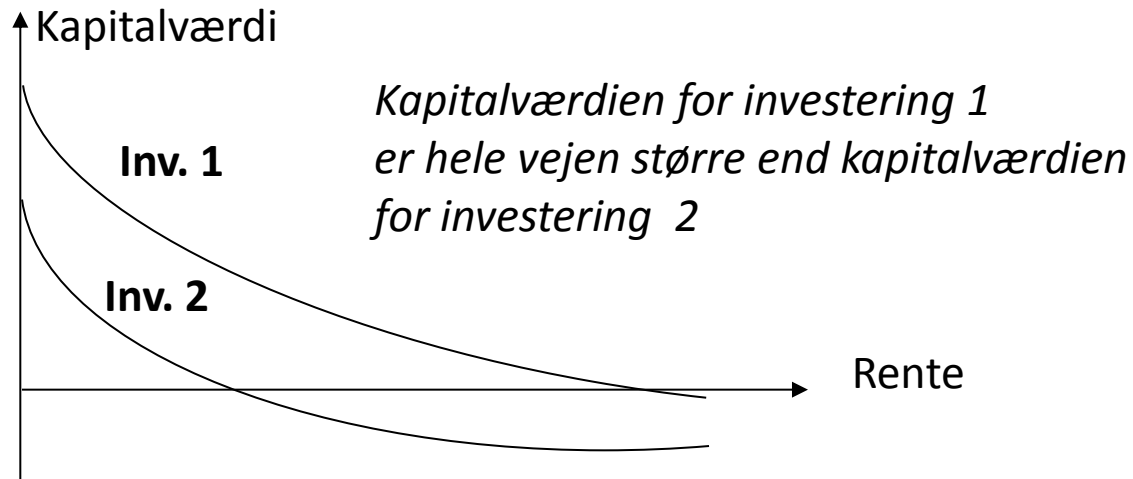 Kapitalværdi
Kapitalværdien for investering 1
er hele vejen større end kapitalværdien
for investering 2
Inv. 1
Inv. 2
Rente